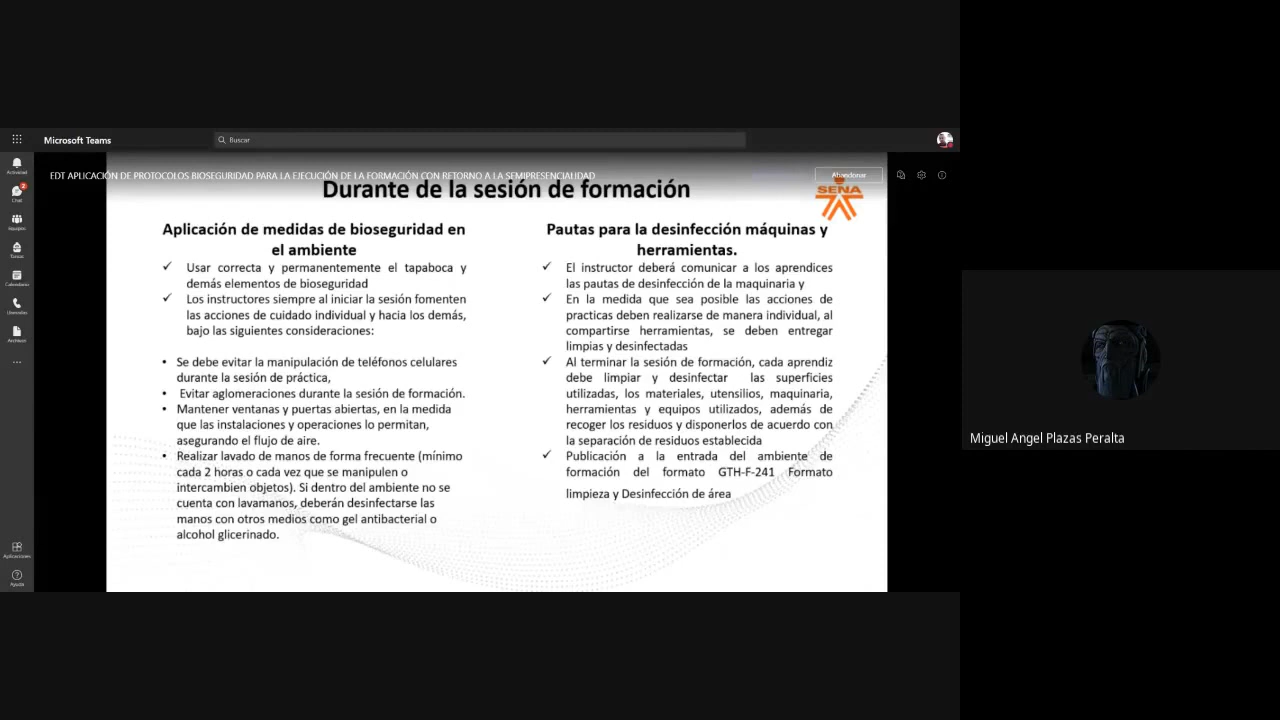 Microsoft Teams
Buscar
EDT APLICACIÓN DE PROTOCOLOS BIOSEGURIDAD PARA LA EJECUCIÓN DE LA FORMACIÓN CON RETORNO A LA SEMIPRESENCIALIDAD
Abandonar
Actividad
Chat
Equipos
Tareas
Calendario
Llamadas
Archivos
Aplicaciones
Ayuda
Durante de la sesión de formación
SENA
Aplicación de medidas de bioseguridad en
el ambiente
✓ Usar correcta y permanentemente el tapaboca y
demás elementos de bioseguridad
✓ Los instructores siempre al iniciar la sesión fomenten
las acciones de cuidado individual y hacia los demás,
bajo las siguientes consideraciones:
• Se debe evitar la manipulación de teléfonos celulares
durante la sesión de práctica,
• Evitar aglomeraciones durante la sesión de formación.
• Mantener ventanas y puertas abiertas, en la medida
que las instalaciones y operaciones lo permitan,
asegurando el flujo de aire.
• Realizar lavado de manos de forma frecuente (mínimo
cada 2 horas o cada vez que se manipulen o
intercambien objetos). Si dentro del ambiente no se
cuenta con lavamanos, deberán desinfectarse las
manos con otros medios como gel antibacterial o
alcohol glicerinado.
Pautas para la desinfección máquinas y
herramientas.
✓ El instructor deberá comunicar a los aprendices
las pautas de desinfección de la maquinaria y
✓ En la medida que sea posible las acciones de
practicas deben realizarse de manera individual, al
compartirse herramientas, se deben entregar
limpias y desinfectadas
✓ Al terminar la sesión de formación, cada aprendiz
debe limpiar y desinfectar las superficies
utilizadas, los materiales, utensilios, maquinaria,
herramientas y equipos utilizados, además de
recoger los residuos y disponerlos de acuerdo con
la separación de residuos establecida
✓ Publicación a la entrada del ambiente de
formación del formato GTH-F-241 Formato
limpieza y Desinfección de área
Miguel Angel Plazas Peralta